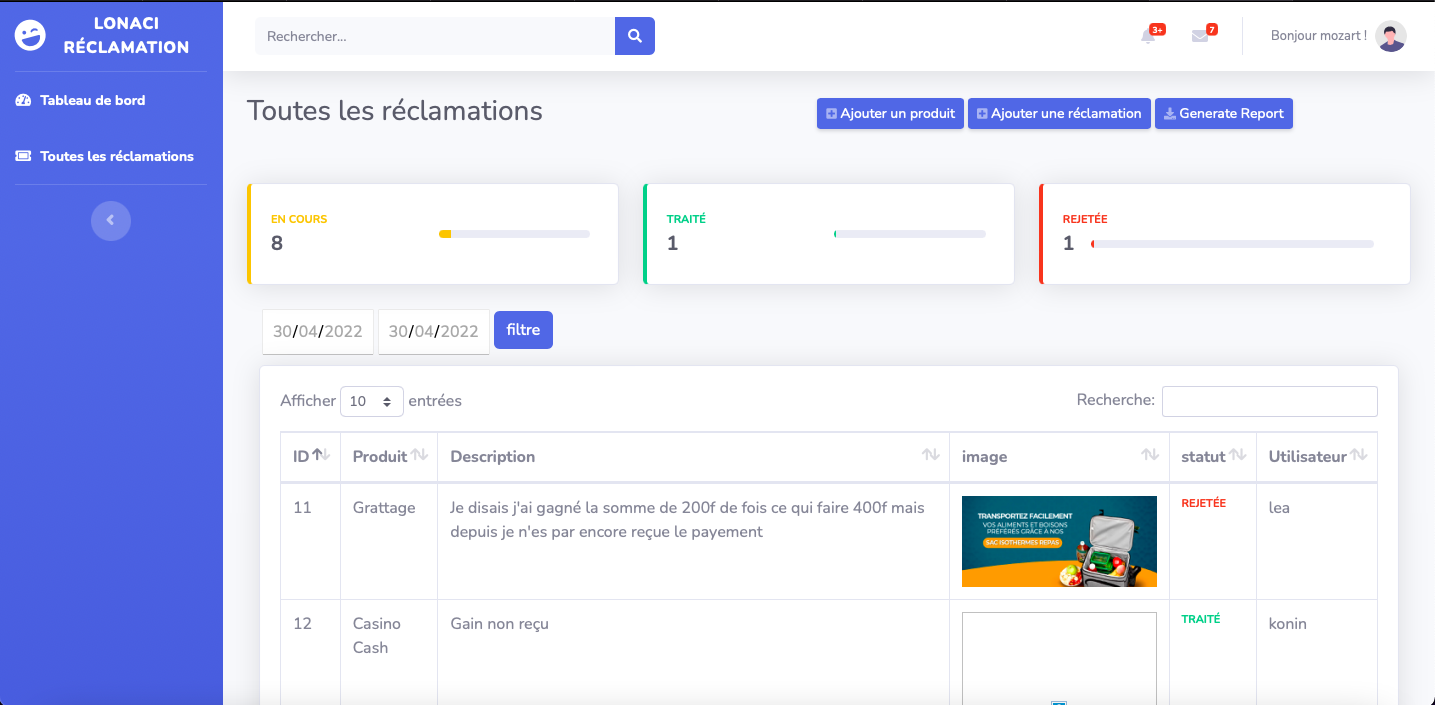 LONACI
RÉCLAMATION
Tableau de bord
Toutes les réclamations
Rechercher...
3+
7
Bonjour mozart !
Toutes les réclamations
Ajouter un produit
Ajouter une réclamation
Generate Report
EN COURS
8
TRAITÉ
1
REJETÉE
1
30/04/2022
30/04/2022
filtre
Afficher 10 entrées
Recherche:
ID Produit Description image statut Utilisateur
11 Grattage Je disais j'ai gagné la somme de 200f de fois ce qui faire 400f mais
depuis je n'es par encore reçue le payement
TRANSPORTEZ FACILEMENT
VOS ALIMENTS ET BOISONS
PRÉFÉRÉS GRÂCE A NOS
SAC ISOTHERMES REPAS
REJETÉE
lea
12 Casino
Cash
Gain non reçu
TRAITÉ
konin